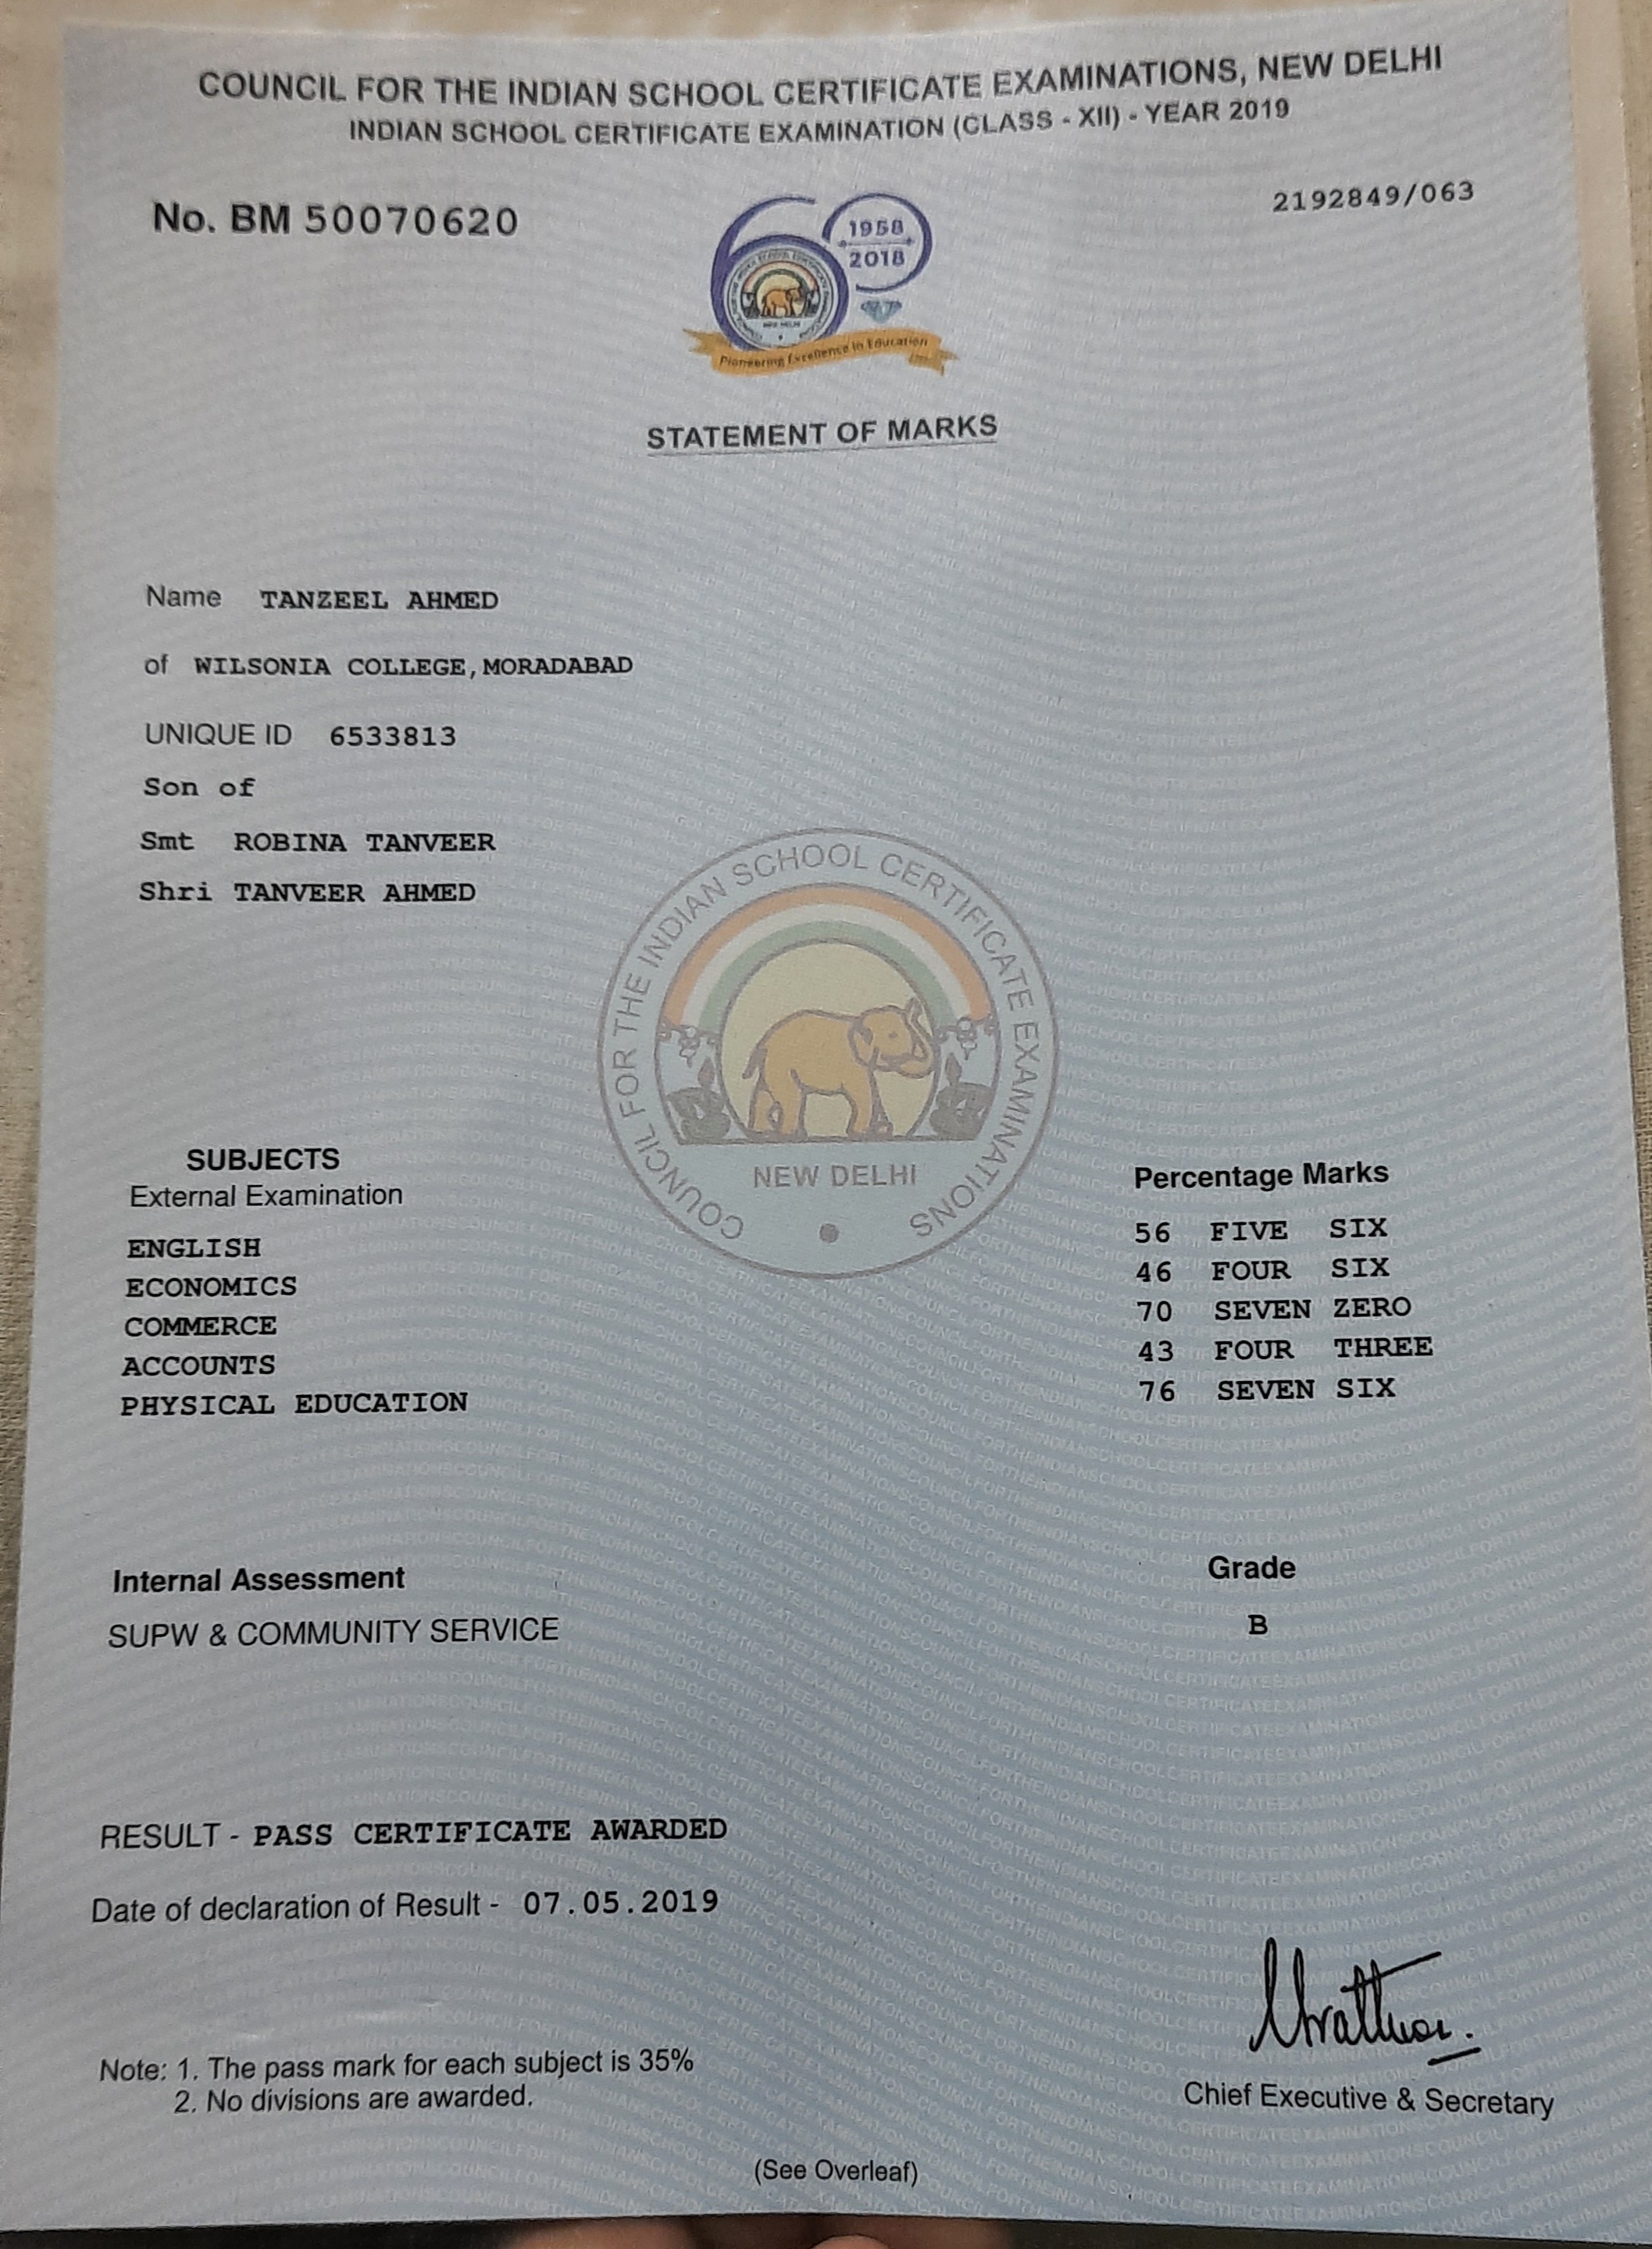 COUNCIL FOR THE INDIAN SCHOOL CERTIFICATE EXAMINATIONS, NEW DELHI
INDIAN SCHOOL CERTIFICATE EXAMINATION (CLASS - XII) - YEAR 2019
No. BM 50070620
2192849/063
60
1958
2018
NEW DELHI
Pioneering Excellence in Education
STATEMENT OF MARKS
Name TANZEEL AHMED
of WILSONIA COLLEGE,MORADABAD
UNIQUE ID 6533813
Son of
Smt ROBINA TANVEER
Shri TANVEER AHMED
COUNCIL FOR THE INDIAN SCHOOL CERTIFICATE EXAMINATIONS
NEW DELHI
SUBJECTS Percentage Marks
External Examination
ENGLISH 56 FIVE SIX
ECONOMICS 46 FOUR SIX
COMMERCE 70 SEVEN ZERO
ACCOUNTS 43 FOUR THREE
PHYSICAL EDUCATION 76 SEVEN SIX
Internal Assessment Grade
SUPW & COMMUNITY SERVICE B
RESULT - PASS CERTIFICATE AWARDED
Date of declaration of Result - 07.05.2019
Note: 1. The pass mark for each subject is 35%
2. No divisions are awarded.
Chief Executive & Secretary
(See Overleaf)